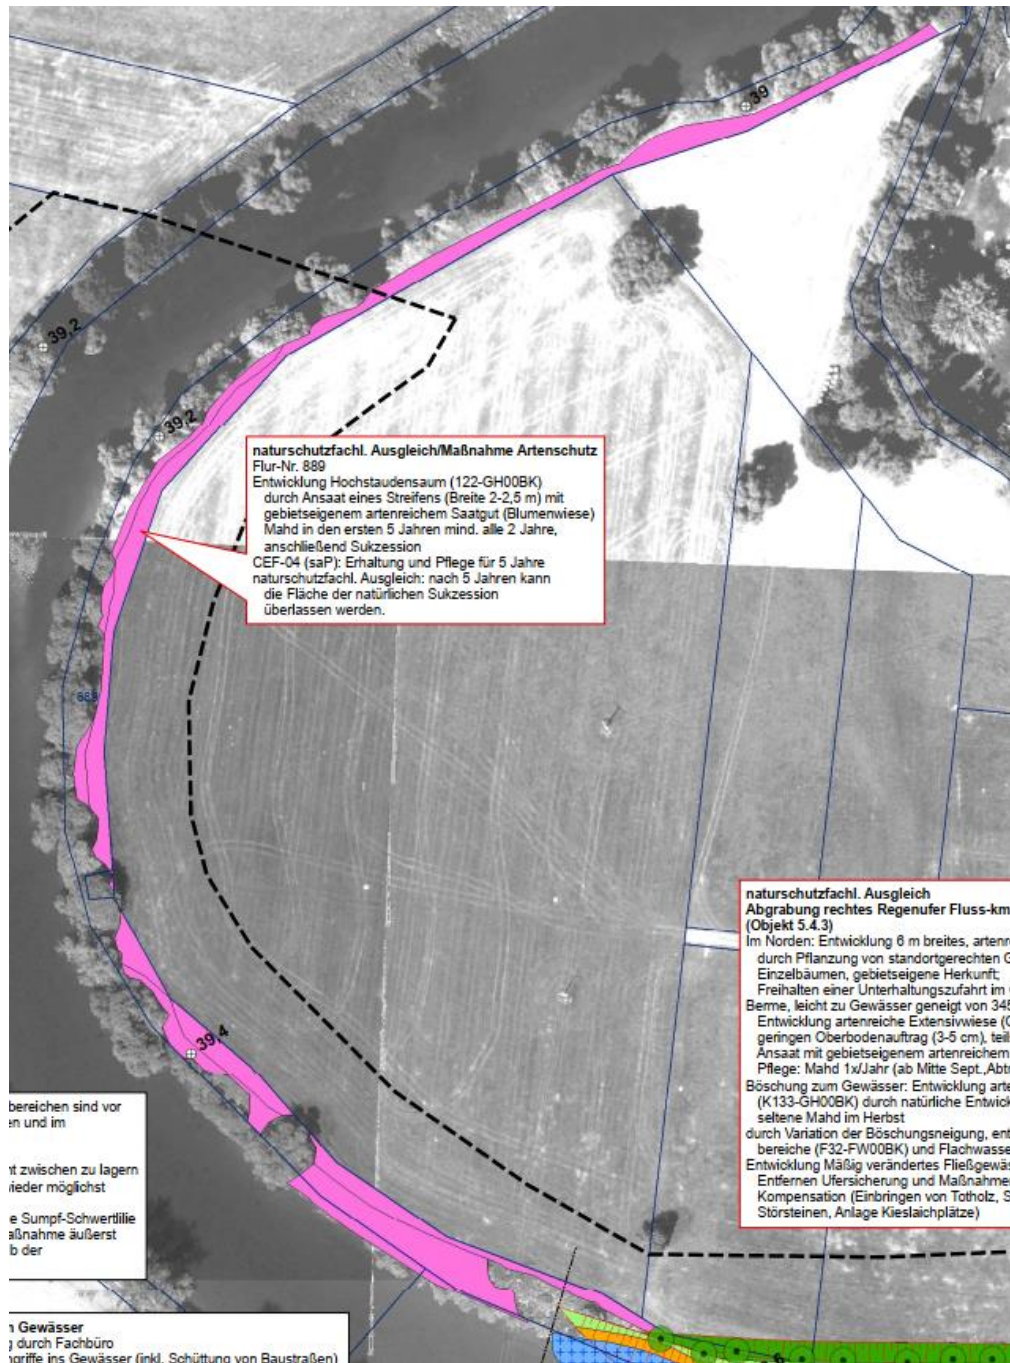 39
39,2
39,2
naturschutzfachl. Ausgleich/Maßnahme Artenschutz
Flur-Nr. 889
Entwicklung Hochstaudensaum (122-GH00BK)
durch Ansaat eines Streifens (Breite 2-2,5 m) mit
gebietseigenem artenreichem Saatgut (Blumenwiese)
Mahd in den ersten 5 Jahren mind. alle 2 Jahre,
anschließend Sukzession
CEF-04 (saP): Erhaltung und Pflege für 5 Jahre
naturschutzfachl. Ausgleich: nach 5 Jahren kann
die Fläche der natürlichen Sukzession
überlassen werden.
naturschutzfachl. Ausgleich
Abgrabung rechtes Regenufer Fluss-km
(Objekt 5.4.3)
Im Norden: Entwicklung 6 m breites, artenr
durch Pflanzung von standortgerechten G
Einzelbäumen, gebietseigene Herkunft;
Freihalten einer Unterhaltungszufahrt im
Berme, leicht zu Gewässer geneigt von 345
Entwicklung artenreiche Extensivwiese (G
geringen Oberbodenauftrag (3-5 cm), teil
Ansaat mit gebietseigenem artenreichem
Pflege: Mahd 1x/Jahr (ab Mitte Sept.,Abt
Böschung zum Gewässer: Entwicklung arte
(K133-GH00BK) durch natürliche Entwick
seltene Mahd im Herbst
durch Variation der Böschungsneigung, ent
bereiche (F32-FW00BK) und Flachwasse
Entwicklung Mäßig verändertes Fließgewäs
Entfernen Ufersicherung und Maßnahme
Kompensation (Einbringen von Totholz, S
Störsteinen, Anlage Kieslaichplätze)
39,4
bereichen sind vor
en und im
t zwischen zu lagern
wieder möglichst
e Sumpf-Schwertlilie
aßnahme äußerst
b der
n Gewässer
g durch Fachbüro
ngriffe ins Gewässer (inkl. Schüttung von Baustraßen)